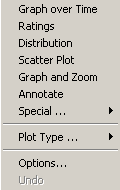 Graph over Time
Ratings
Distribution
Scatter Plot
Graph and Zoom
Annotate
Special ...
Plot Type ...
Options...
Undo